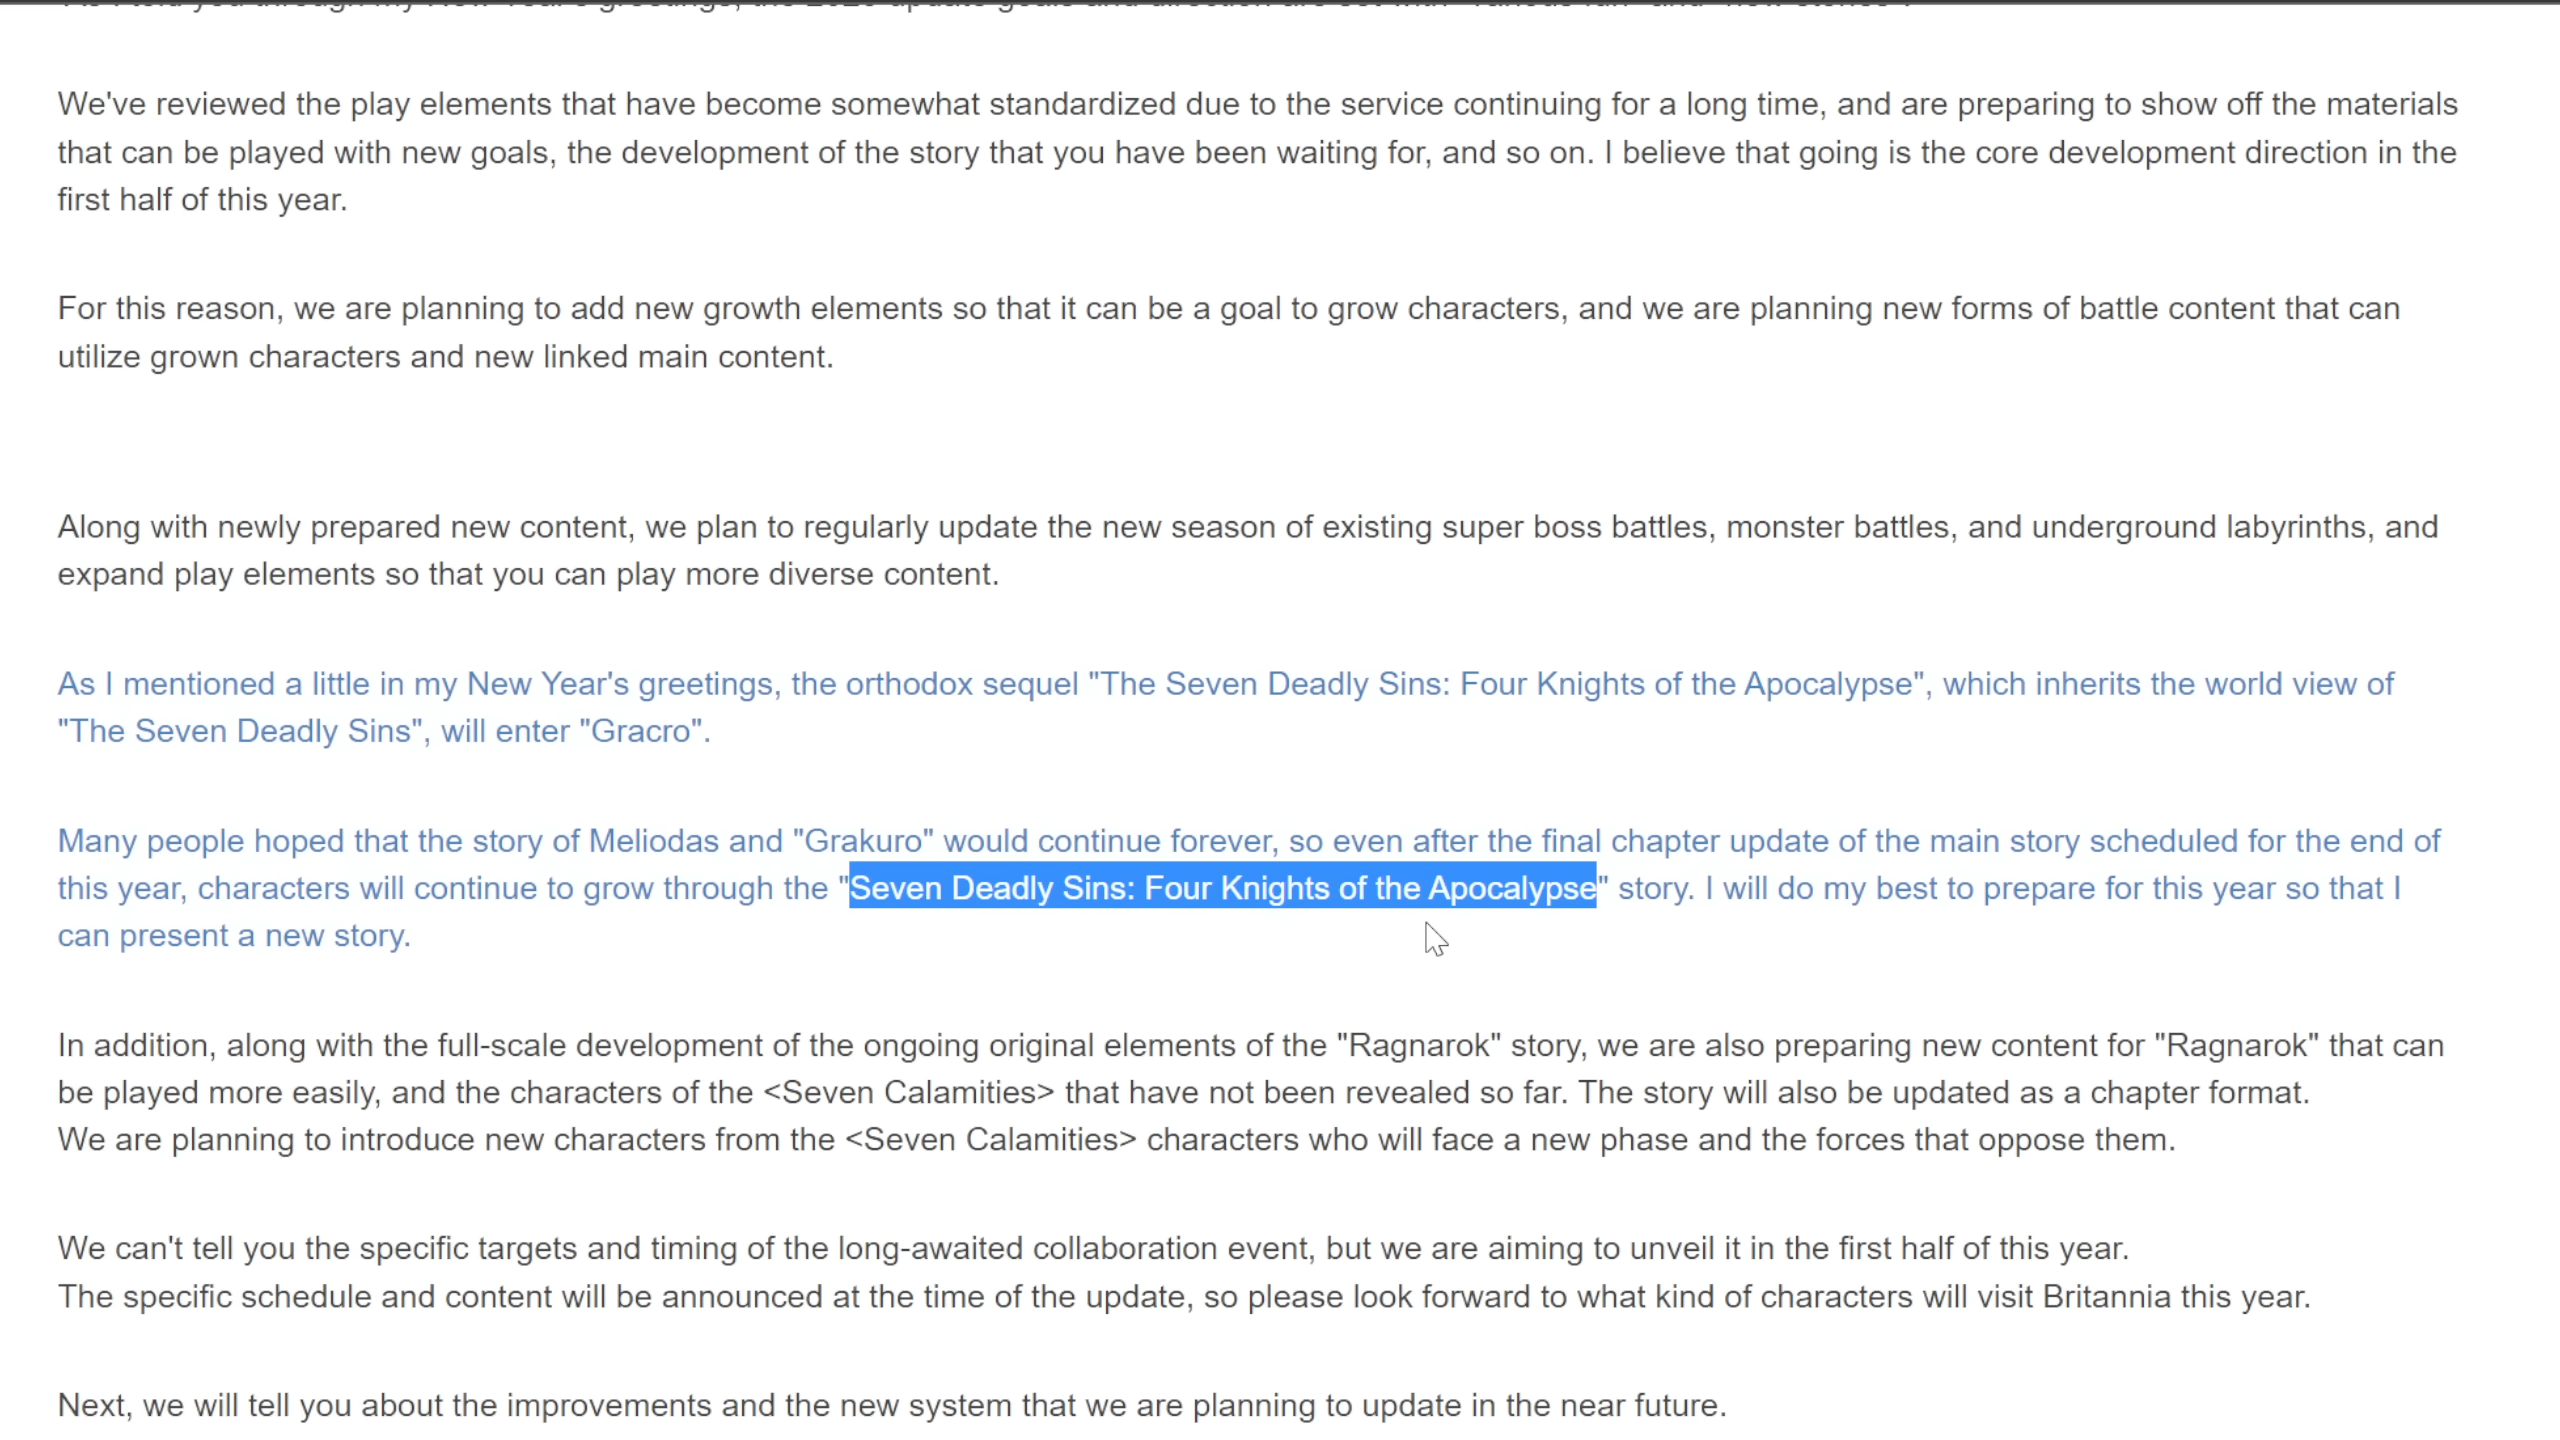 We've reviewed the play elements that have become somewhat standardized due to the service continuing for a long time, and are preparing to show off the materials
that can be played with new goals, the development of the story that you have been waiting for, and so on. I believe that going is the core development direction in the
first half of this year.
For this reason, we are planning to add new growth elements so that it can be a goal to grow characters, and we are planning new forms of battle content that can
utilize grown characters and new linked main content.
Along with newly prepared new content, we plan to regularly update the new season of existing super boss battles, monster battles, and underground labyrinths, and
expand play elements so that you can play more diverse content.
As I mentioned a little in my New Year's greetings, the orthodox sequel "The Seven Deadly Sins: Four Knights of the Apocalypse", which inherits the world view of
"The Seven Deadly Sins", will enter "Gracro".
Many people hoped that the story of Meliodas and "Grakuro" would continue forever, so even after the final chapter update of the main story scheduled for the end of
this year, characters will continue to grow through the "Seven Deadly Sins: Four Knights of the Apocalypse" story. I will do my best to prepare for this year so that I
can present a new story.
In addition, along with the full-scale development of the ongoing original elements of the "Ragnarok" story, we are also preparing new content for "Ragnarok" that can
be played more easily, and the characters of the <Seven Calamities> that have not been revealed so far. The story will also be updated as a chapter format.
We are planning to introduce new characters from the <Seven Calamities> characters who will face a new phase and the forces that oppose them.
We can't tell you the specific targets and timing of the long-awaited collaboration event, but we are aiming to unveil it in the first half of this year.
The specific schedule and content will be announced at the time of the update, so please look forward to what kind of characters will visit Britannia this year.
Next, we will tell you about the improvements and the new system that we are planning to update in the near future.